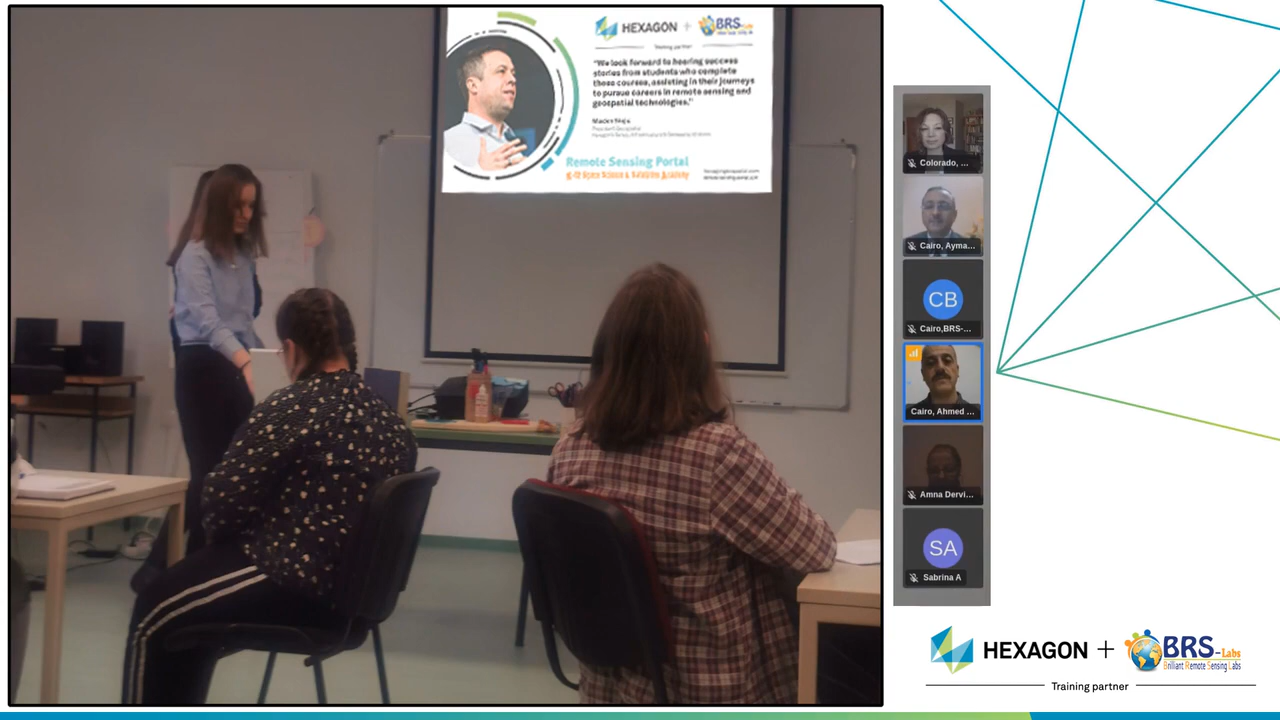 HEXAGON + BRS-Labs
Training partner
"We look forward to hearing success
stories from students who complete
these courses, assisting in their journeys
to pursue careers in remote sensing and
geospatial technologies."
Remote Sensing Portal
Colorado, ...
Cairo, Ayma...
CB
Cairo,BRS-...
Cairo, Ahmed ...
Amna Dervi...
SA
Sabrina A
HEXAGON + BRS-Labs
Brilliant Remote Sensing Labs
Training partner